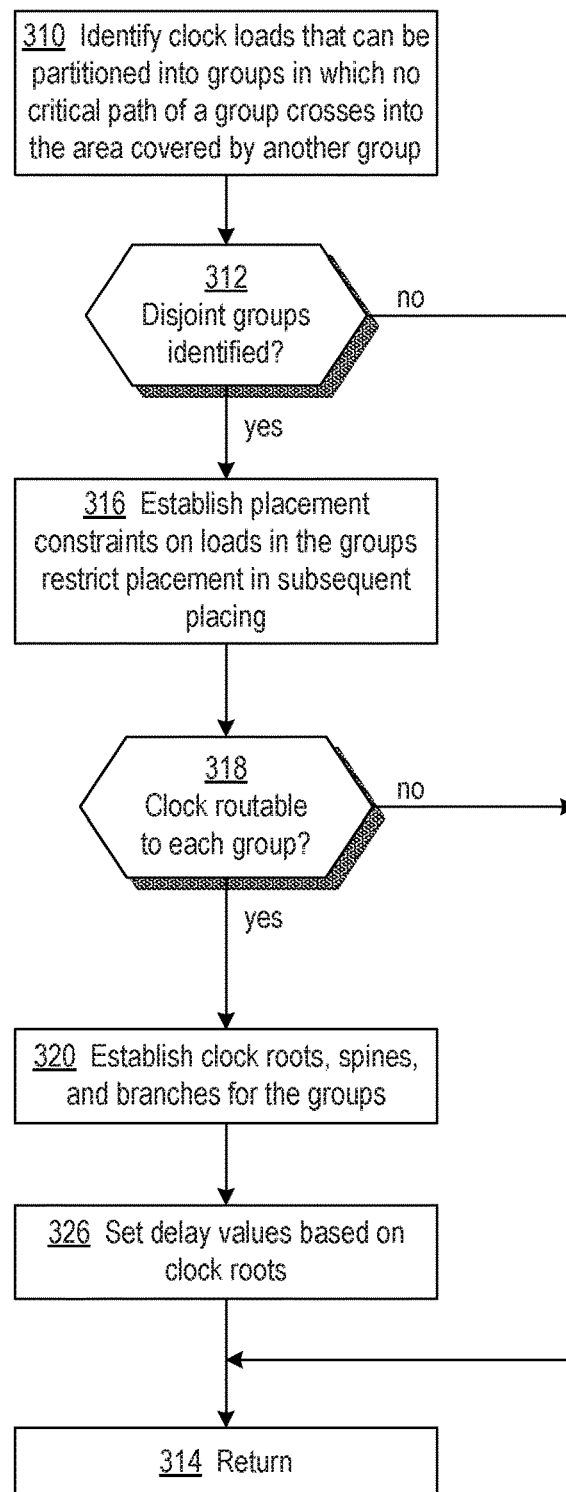 310 Identify clock loads that can be
partitioned into groups in which no
critical path of a group crosses into
the area covered by another group
312
Disjoint groups
identified?
no
yes
316 Establish placement
constraints on loads in the groups
restrict placement in subsequent
placing
318
Clock routable
to each group?
no
yes
320 Establish clock roots, spines,
and branches for the groups
326 Set delay values based on
clock roots
314 Return